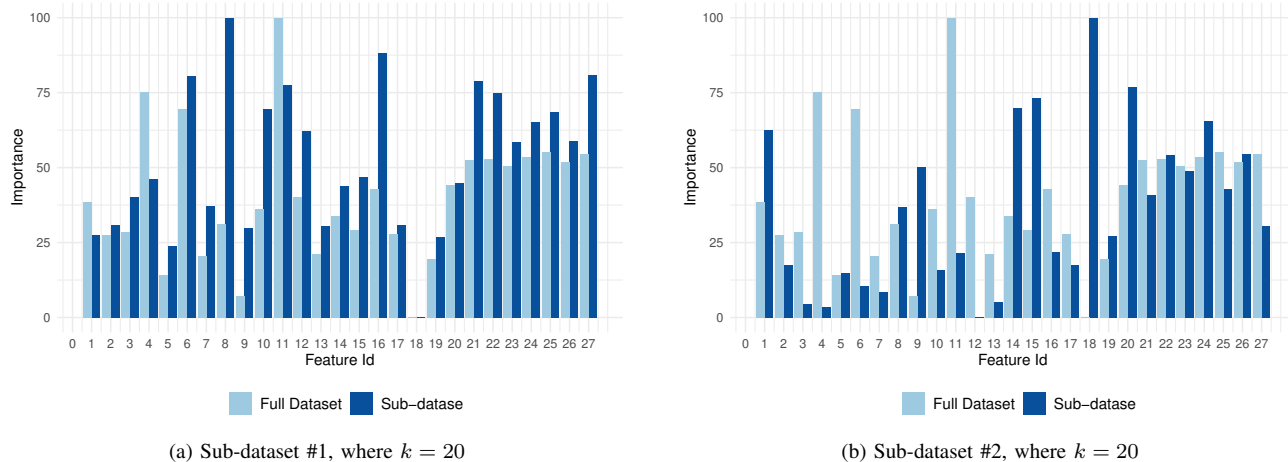 100
75
50
25
0
Importance
0 1 2 3 4 5 6 7 8 9 10 11 12 13 14 15 16 17 18 19 20 21 22 23 24 25 26 27
Feature Id
Full Dataset Sub-datase
(a) Sub-dataset #1, where k = 20
100
75
50
25
0
Importance
0 1 2 3 4 5 6 7 8 9 10 11 12 13 14 15 16 17 18 19 20 21 22 23 24 25 26 27
Feature Id
Full Dataset Sub-datase
(b) Sub-dataset #2, where k = 20